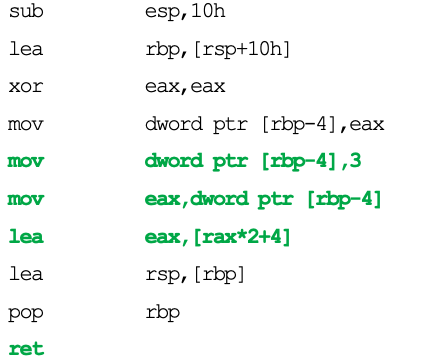 sub esp,10h
lea rbp,[rsp+10h]
xor eax,eax
mov dword ptr [rbp-4],eax
mov dword ptr [rbp-4],3
mov eax,dword ptr [rbp-4]
lea eax,[rax*2+4]
lea rsp,[rbp]
pop rbp
ret